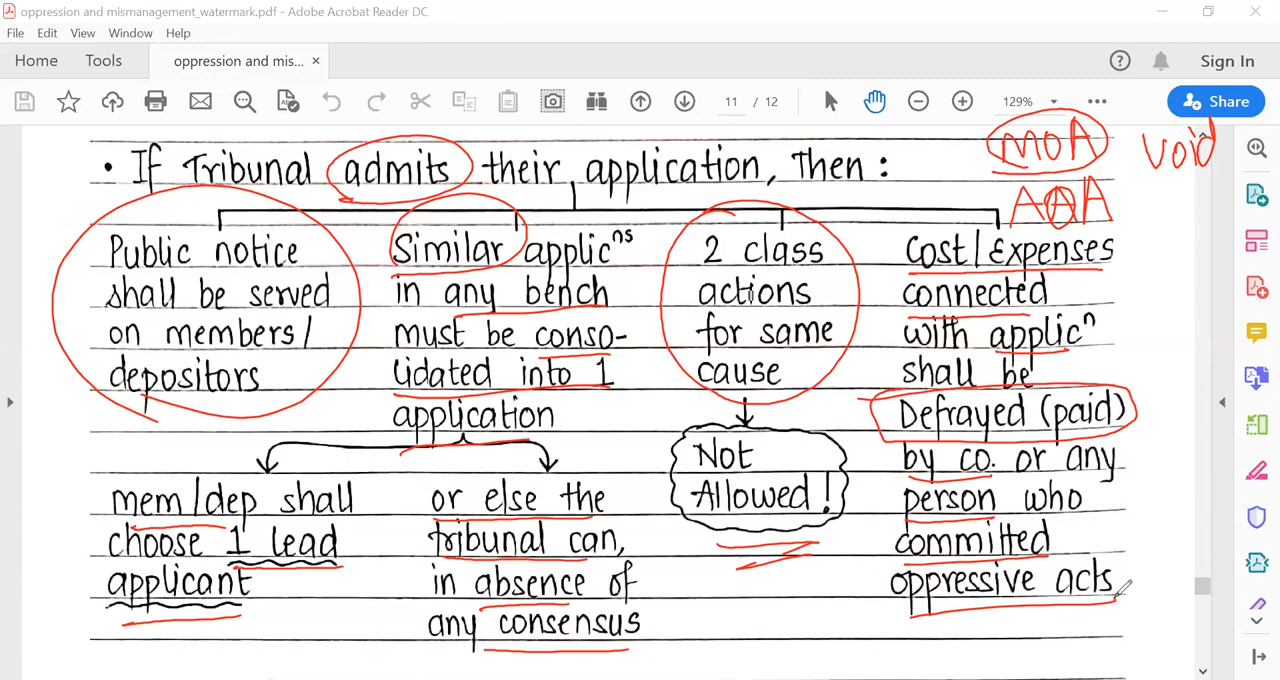 oppression and mismanagement_watermark.pdf - Adobe Acrobat Reader DC
File Edit View Window Help
Home Tools oppression and mis... × Sign In
11 / 12 129% Share
MOA void
AOA
• If Tribunal admits their application, Then :
Public notice
shall be served
on members/
depositors
Similar applicⁿˢ
in any bench
must be conso-
lidated into 1
application
2 class
actions
for same
cause
Not
Allowed !
Cost/Expenses
connected
with applicⁿ
shall be
Defrayed (paid)
by co. or any
person who
committed
oppressive acts
mem/dep shall
choose 1 lead
applicant
or else the
tribunal can,
in absence of
any consensus